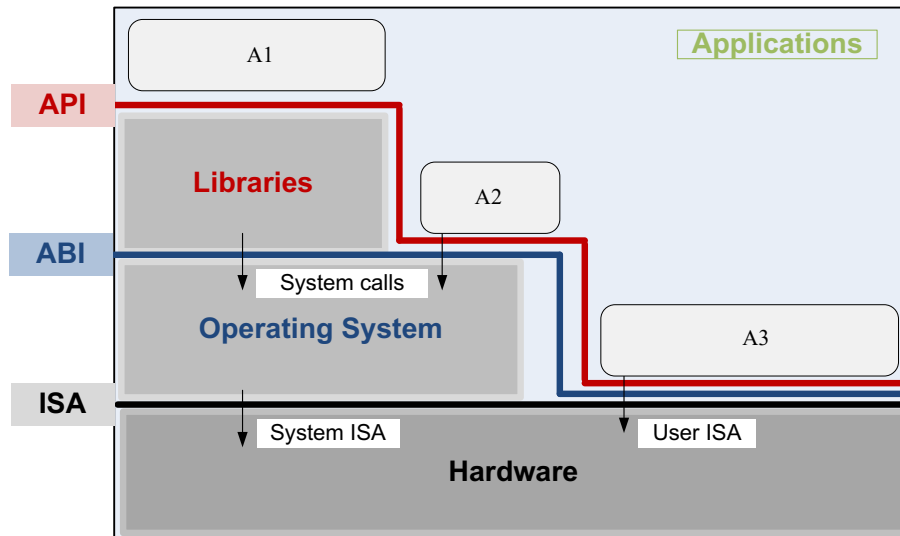 Applications
A1
API
Libraries
A2
ABI
System calls
Operating System
A3
ISA
System ISA
User ISA
Hardware